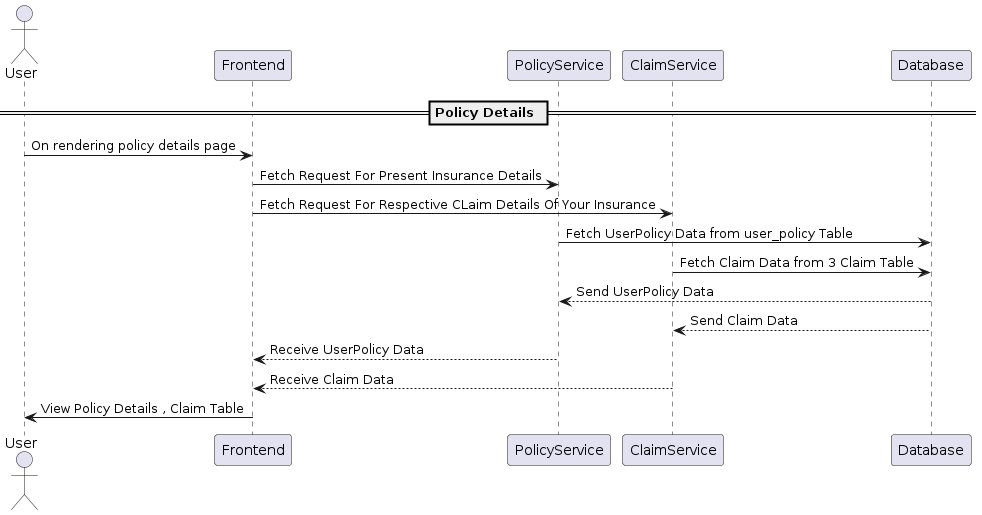 User
Frontend
PolicyService
ClaimService
Database
Policy Details
On rendering policy details page
Fetch Request For Present Insurance Details
Fetch Request For Respective CLaim Details Of Your Insurance
Fetch UserPolicy Data from user_policy Table
Fetch Claim Data from 3 Claim Table
Send UserPolicy Data
Send Claim Data
Receive UserPolicy Data
Receive Claim Data
View Policy Details , Claim Table
User
Frontend
PolicyService
ClaimService
Database